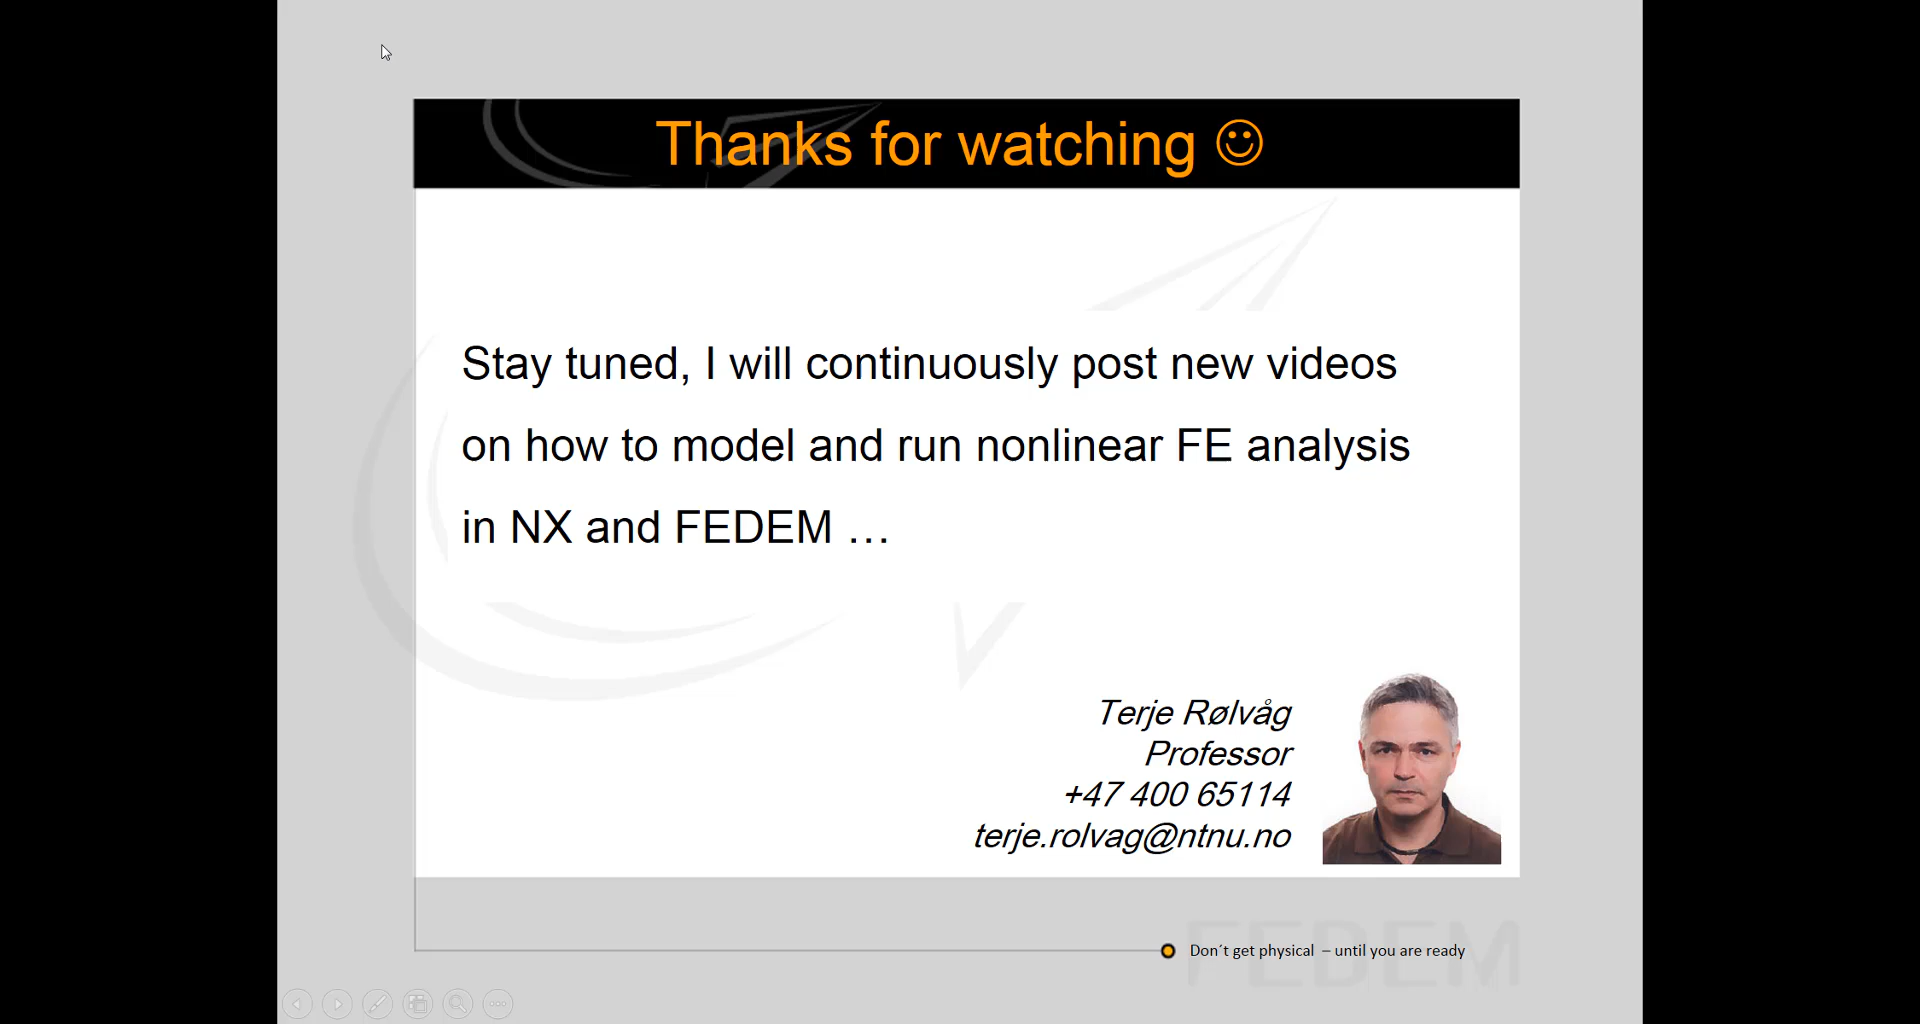 Thanks for watching ☺
Stay tuned, I will continuously post new videos
on how to model and run nonlinear FE analysis
in NX and FEDEM …
Terje Rølvåg
Professor
+47 400 65114
terje.rolvag@ntnu.no
Don´t get physical – until you are ready
FEDEM